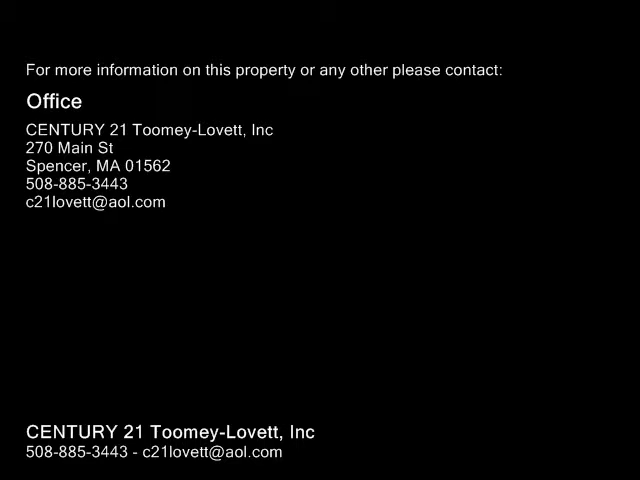 For more information on this property or any other please contact:
Office
CENTURY 21 Toomey-Lovett, Inc
270 Main St
Spencer, MA 01562
508-885-3443
c21lovett@aol.com
CENTURY 21 Toomey-Lovett, Inc
508-885-3443 - c21lovett@aol.com